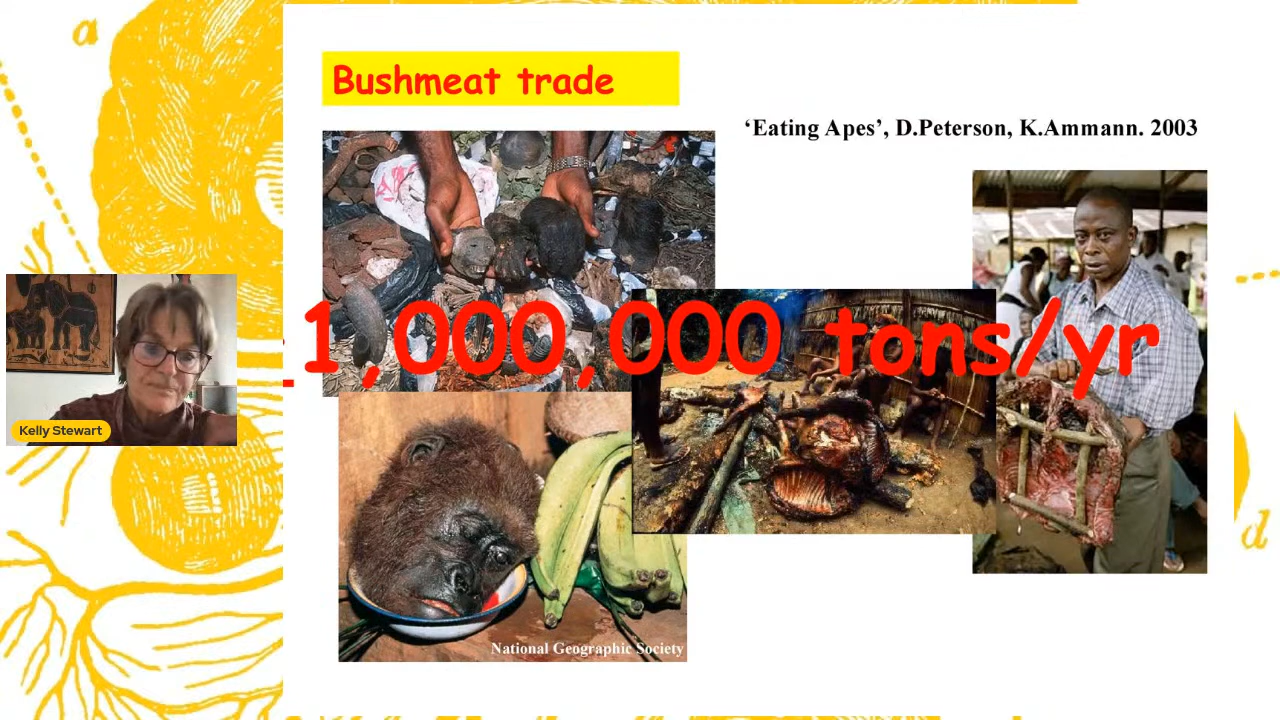 a
Bushmeat trade
‘Eating Apes’, D.Peterson, K.Ammann. 2003
1,000,000 tons/yr
Kelly Stewart
d
National Geographic Society